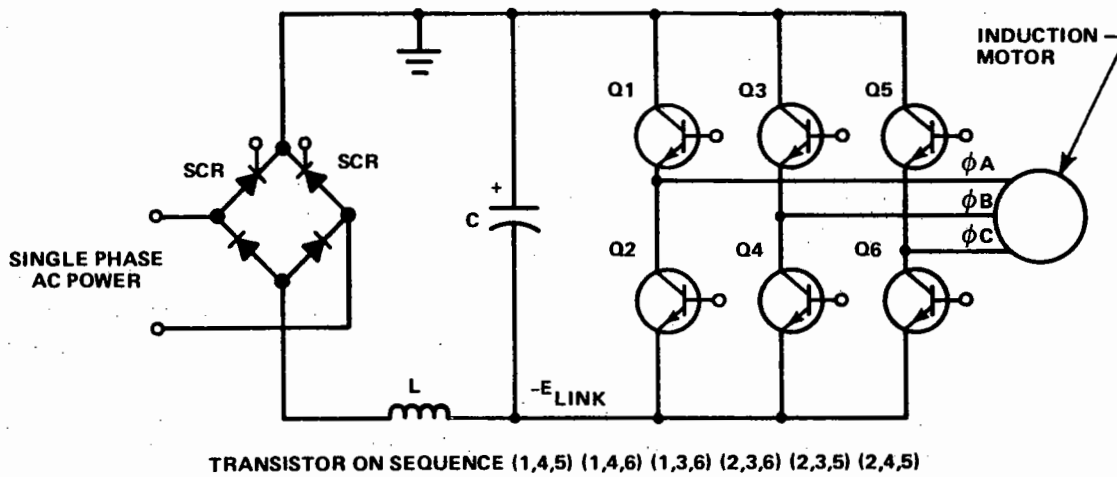 INDUCTION
MOTOR
Q1
Q3
Q5
SCR
SCR
ϕA
+
C
ϕB
ϕC
Q2
Q4
Q6
SINGLE PHASE
AC POWER
L
-E LINK
TRANSISTOR ON SEQUENCE (1,4,5) (1,4,6) (1,3,6) (2,3,6) (2,3,5) (2,4,5)